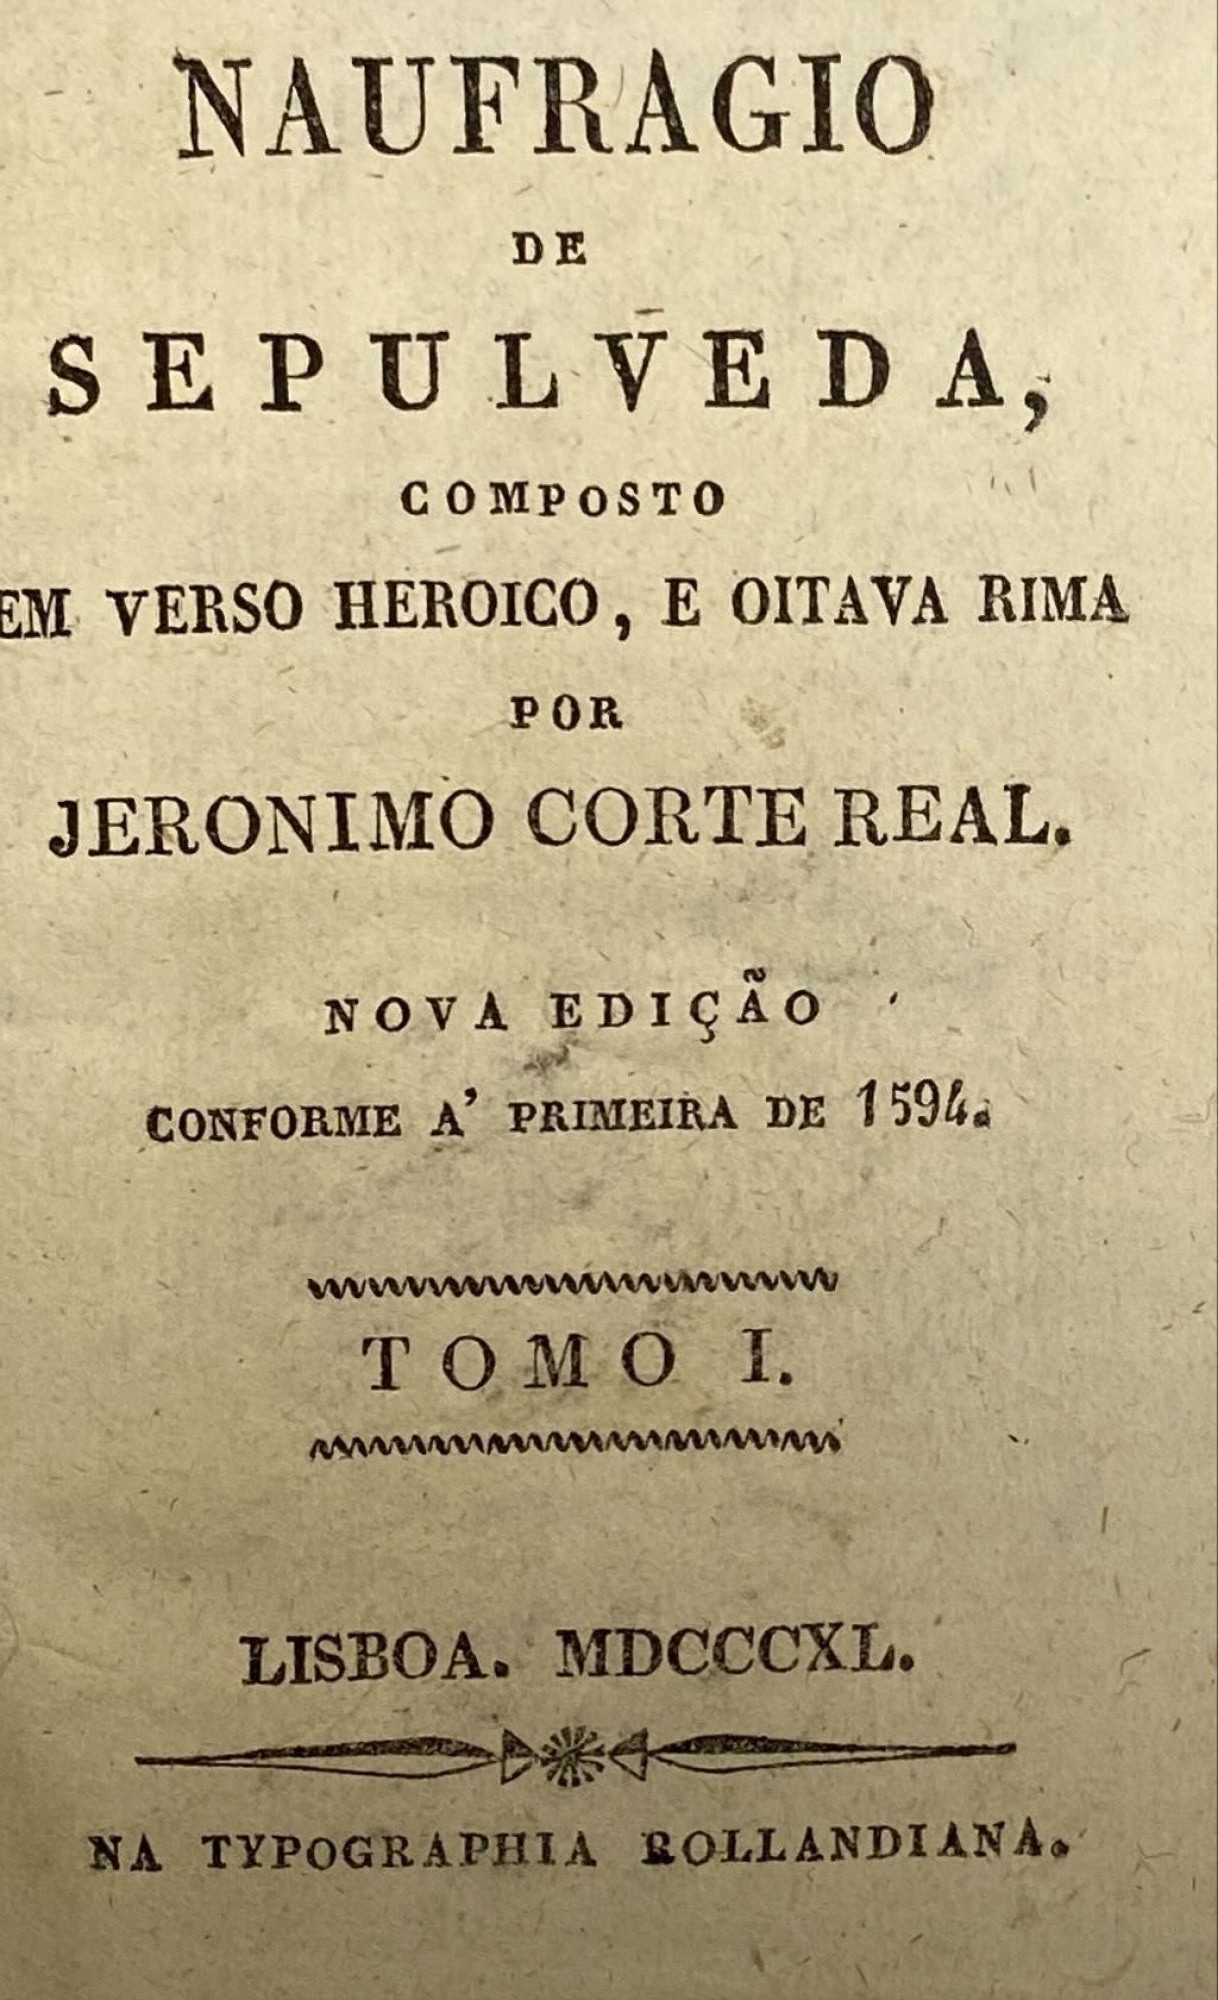 NAUFRAGIO
DE
SEPULVEDA,
COMPOSTO
EM VERSO HEROICO, E OITAVA RIMA
POR
JERONIMO CORTE REAL.
NOVA EDIÇÃO
CONFORME A' PRIMEIRA DE 1594.
TOMO I.
LISBOA. MDCCCXL.
NA TYPOGRAPHIA ROLLANDIANA.